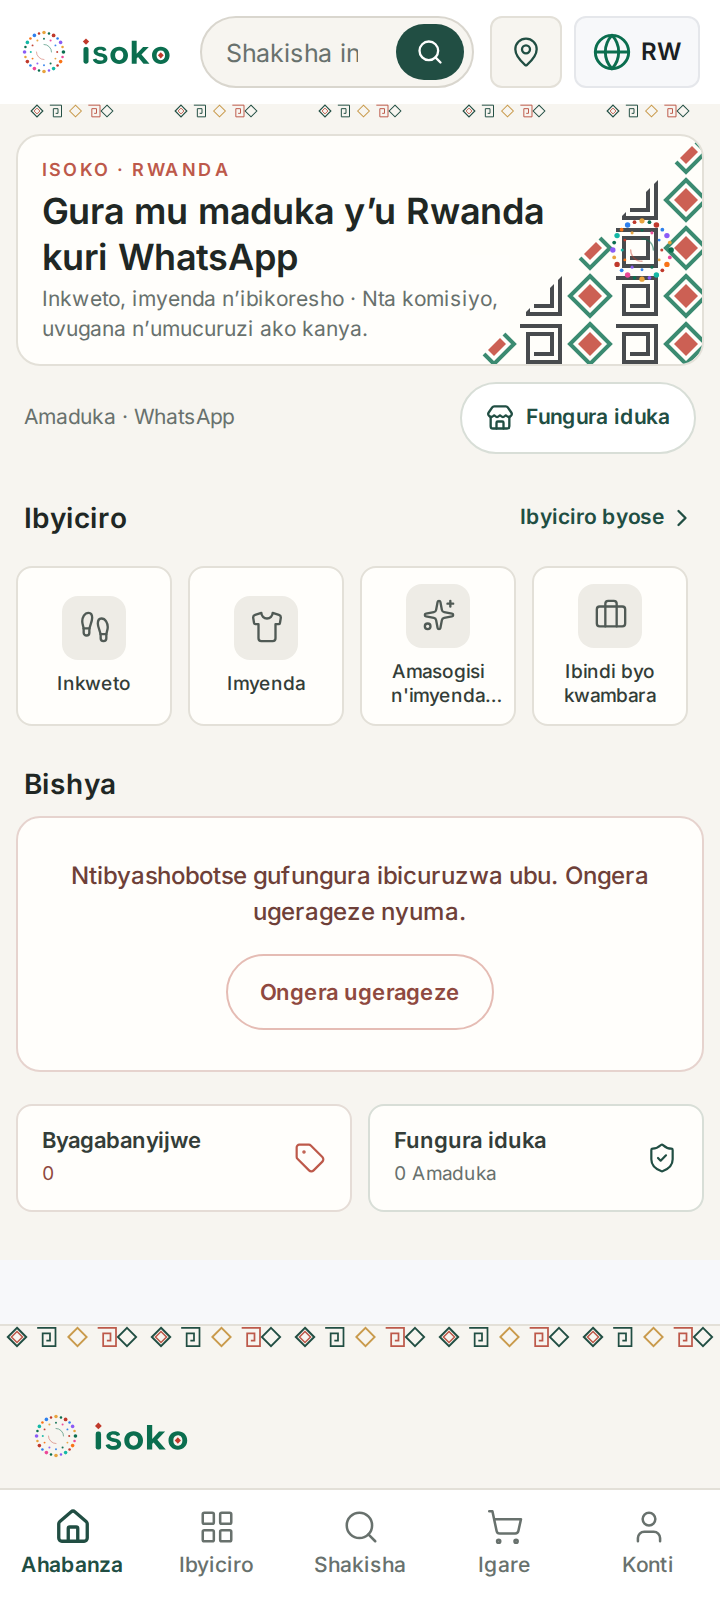 isoko
Shakisha in
RW
ISOKO · RWANDA
Gura mu maduka y’u Rwanda
kuri WhatsApp
Inkweto, imyenda n’ibikoresho · Nta komisiyo,
uvugana n’umucuruzi ako kanya.
Amaduka · WhatsApp
Fungura iduka
Ibyiciro
Ibyiciro byose
Inkweto
Imyenda
Amasogisi
n'imyenda...
Ibindi byo
kwambara
Bishya
Ntibyashobotse gufungura ibicuruzwa ubu. Ongera
ugerageze nyuma.
Ongera ugerageze
Byagabanyijwe
0
Fungura iduka
0 Amaduka
isoko
Ahabanza
Ibyiciro
Shakisha
Igare
Konti